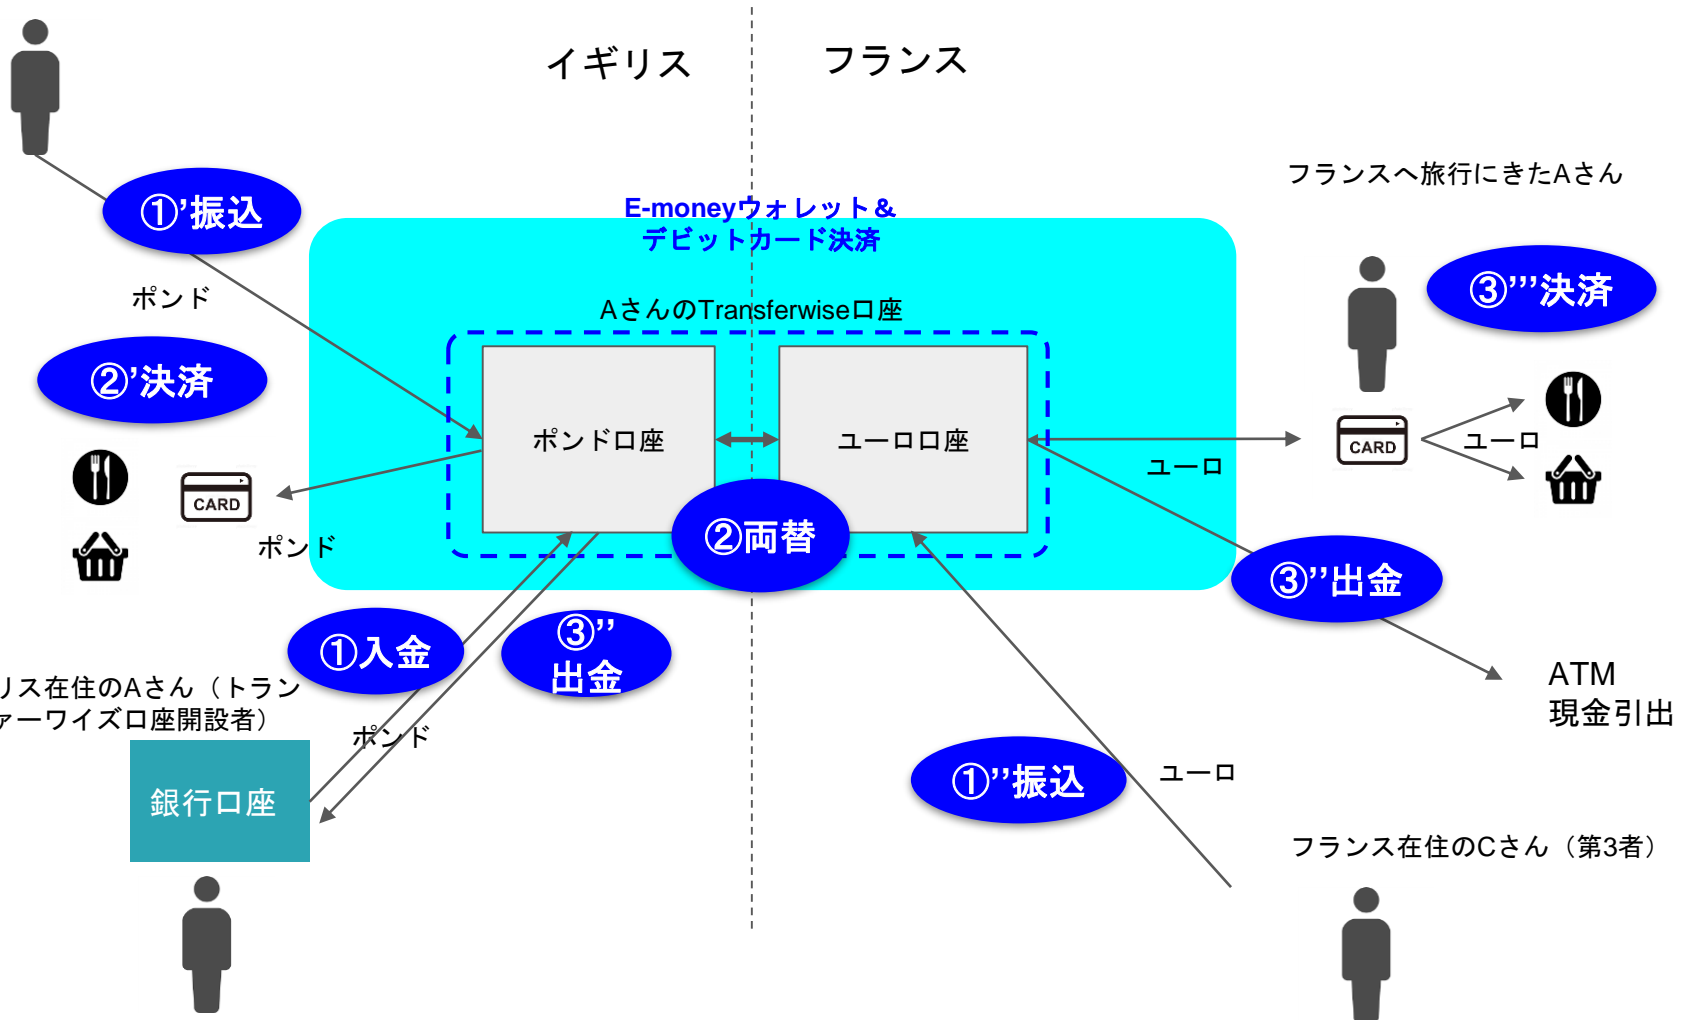 イギリス
フランス
フランスへ旅行にきたAさん
①’振込
E-moneyウォレット＆
デビットカード決済
③’’’決済
ポンド
AさんのTransferwise口座
②’決済
ポンド口座
ユーロ口座
CARD
ユーロ
ユーロ
CARD
②両替
ポンド
③’’出金
①入金
③’’
出金
リス在住のAさん（トラン
ァーワイズ口座開設者）
ATM
現金引出
ポンド
①’’振込
ユーロ
銀行口座
フランス在住のCさん（第3者）